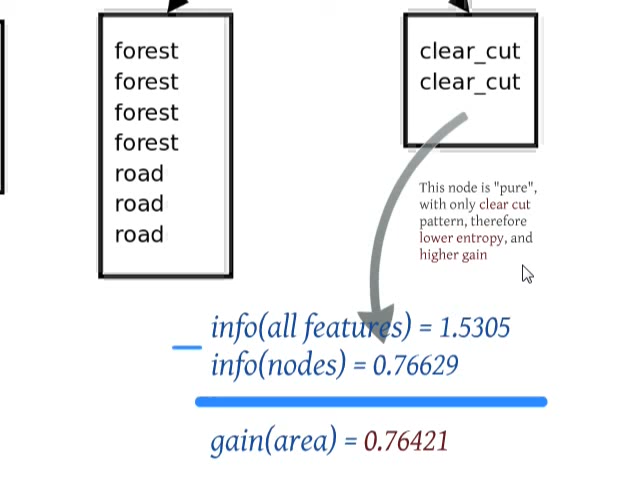 forest
forest
forest
forest
road
road
road
clear_cut
clear_cut
This node is "pure",
with only clear cut
pattern, therefore
lower entropy, and
higher gain
info(all features) = 1.5305
info(nodes) = 0.76629
gain(area) = 0.76421